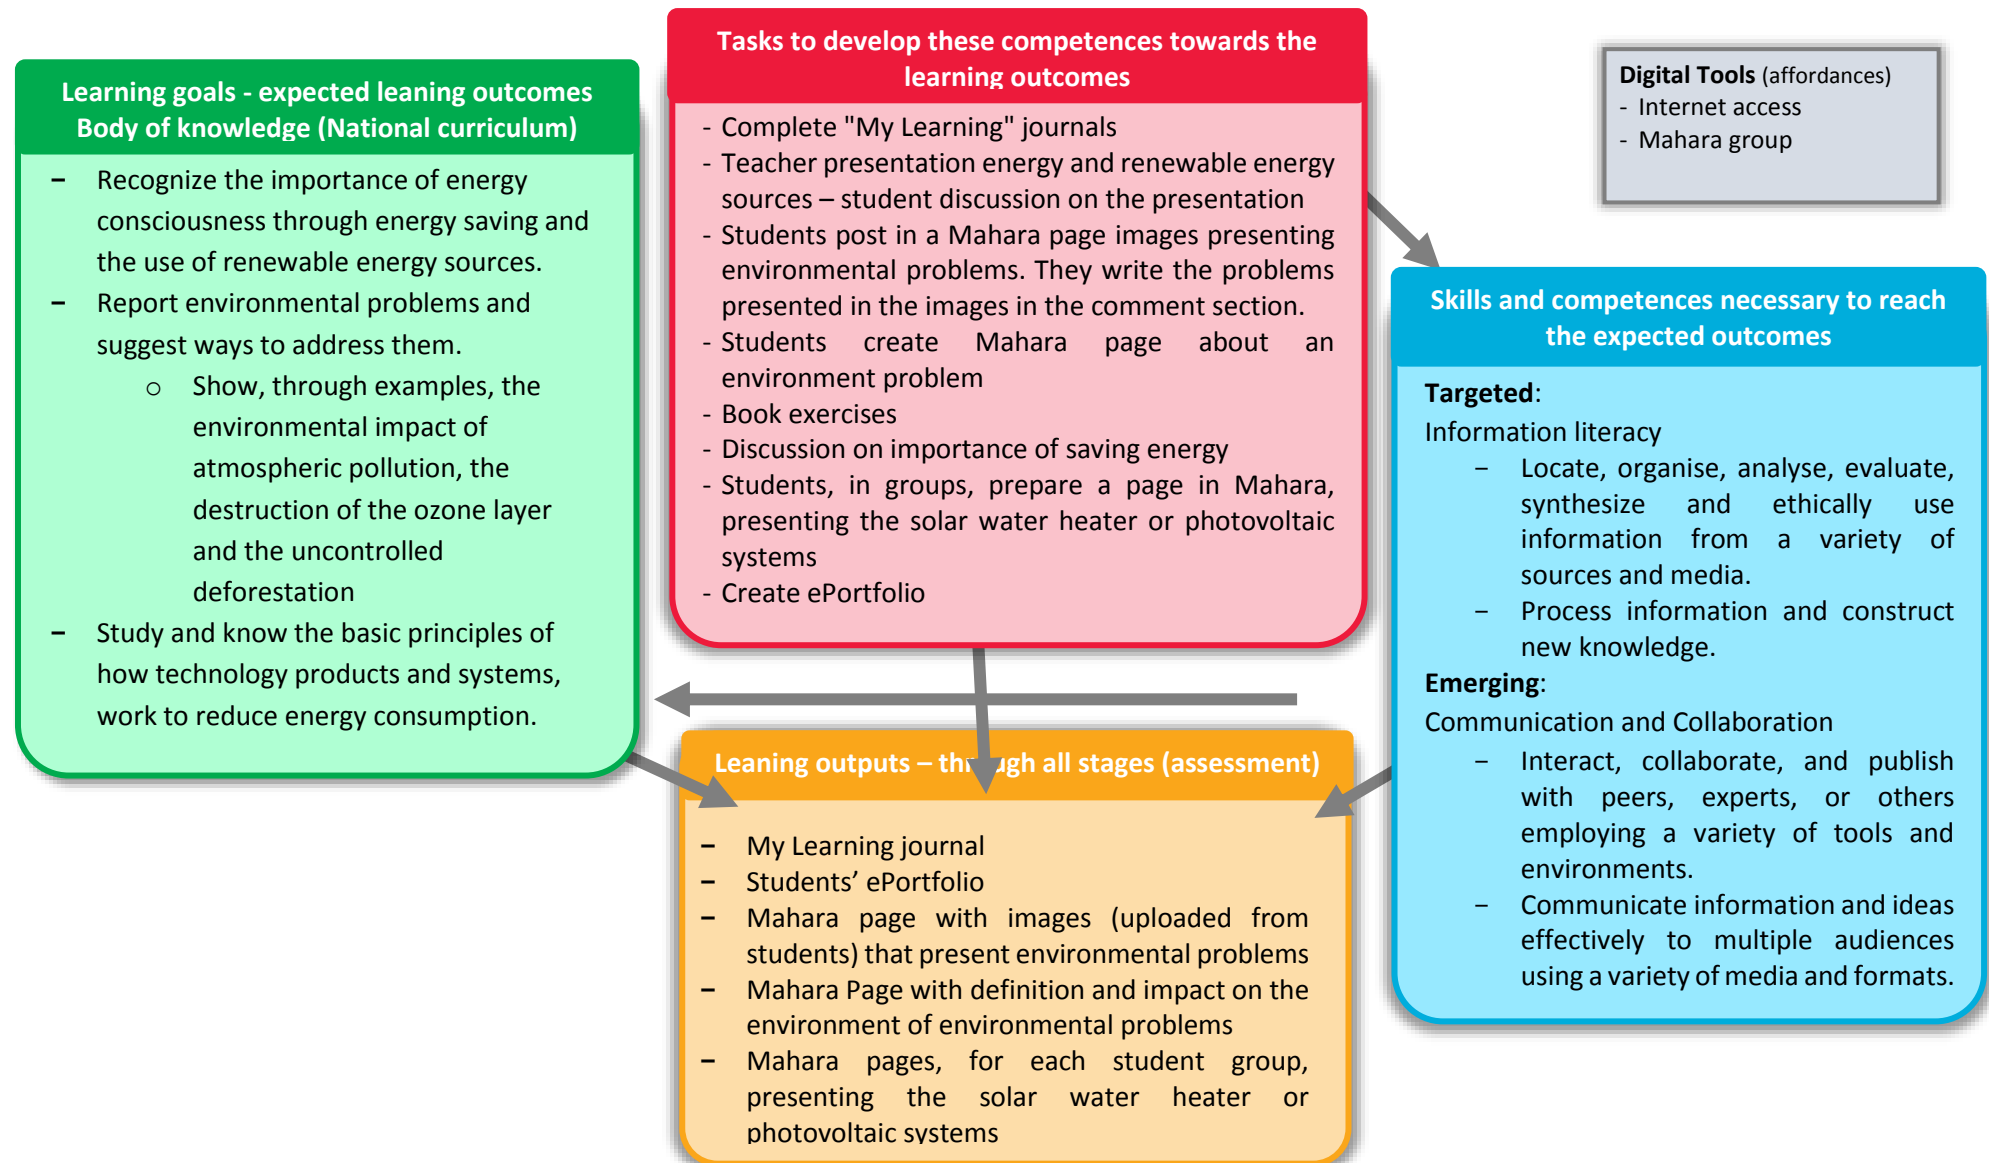 Learning goals - expected leaning outcomes
Body of knowledge (National curriculum)
– Recognize the importance of energy
consciousness through energy saving and
the use of renewable energy sources.
– Report environmental problems and
suggest ways to address them.
o Show, through examples, the
environmental impact of
atmospheric pollution, the
destruction of the ozone layer
and the uncontrolled
deforestation
– Study and know the basic principles of
how technology products and systems,
work to reduce energy consumption.
Tasks to develop these competences towards the
learning outcomes
- Complete "My Learning" journals
- Teacher presentation energy and renewable energy
sources – student discussion on the presentation
- Students post in a Mahara page images presenting
environmental problems. They write the problems
presented in the images in the comment section.
- Students create Mahara page about an
environment problem
- Book exercises
- Discussion on importance of saving energy
- Students, in groups, prepare a page in Mahara,
presenting the solar water heater or photovoltaic
systems
- Create ePortfolio
Digital Tools (affordances)
- Internet access
- Mahara group
Skills and competences necessary to reach
the expected outcomes
Targeted:
Information literacy
– Locate, organise, analyse, evaluate,
synthesize and ethically use
information from a variety of
sources and media.
– Process information and construct
new knowledge.
Emerging:
Communication and Collaboration
– Interact, collaborate, and publish
with peers, experts, or others
employing a variety of tools and
environments.
– Communicate information and ideas
effectively to multiple audiences
using a variety of media and formats.
Leaning outputs – through all stages (assessment)
– My Learning journal
– Students’ ePortfolio
– Mahara page with images (uploaded from
students) that present environmental problems
– Mahara Page with definition and impact on the
environment of environmental problems
– Mahara pages, for each student group,
presenting the solar water heater or
photovoltaic systems